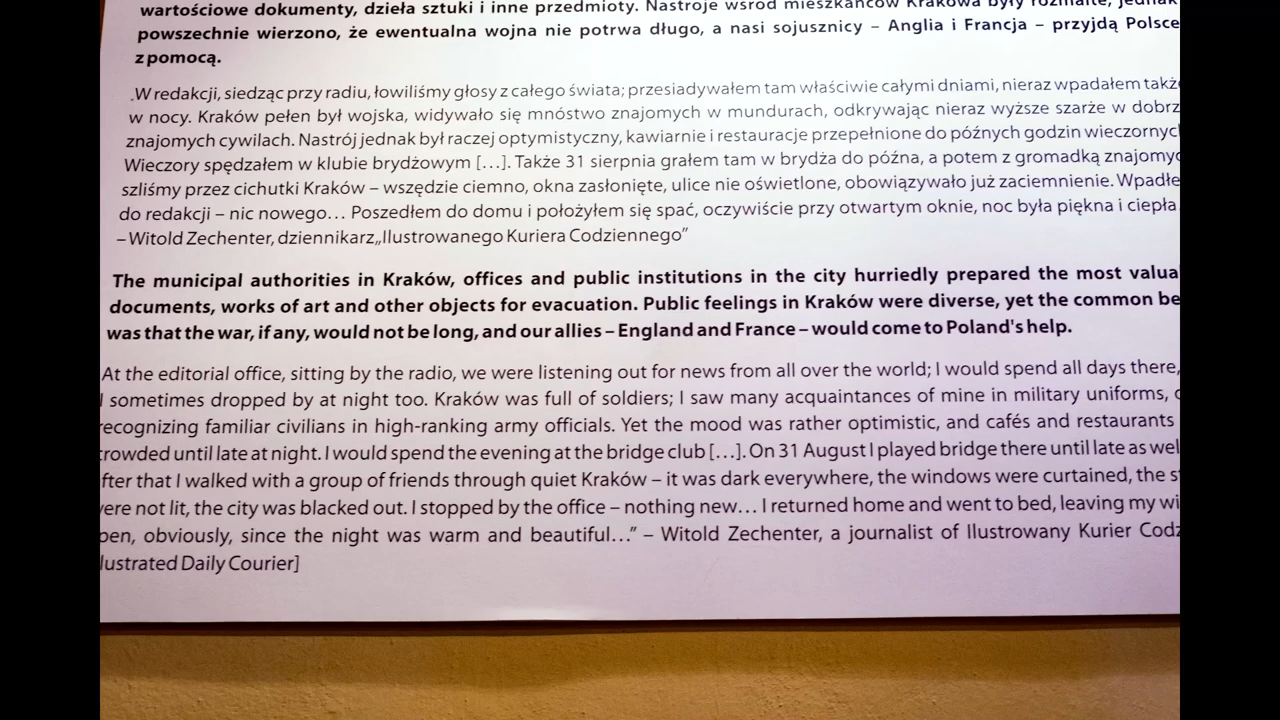 wartościowe dokumenty, dzieła sztuki i inne przedmioty. Nastroje wśród mieszkańców Krakowa były rozmaite, jednak
powszechnie wierzono, że ewentualna wojna nie potrwa długo, a nasi sojusznicy – Anglia i Francja – przyjdą Polsce
z pomocą.
„W redakcji, siedząc przy radiu, łowiliśmy głosy z całego świata; przesiadywałem tam właściwie całymi dniami, nieraz wpadałem takż
w nocy. Kraków pełen był wojska, widywało się mnóstwo znajomych w mundurach, odkrywając nieraz wyższe szarże w dobrz
znajomych cywilach. Nastrój jednak był raczej optymistyczny, kawiarnie i restauracje przepełnione do późnych godzin wieczornyc
Wieczory spędzałem w klubie brydżowym […]. Także 31 sierpnia grałem tam w brydża do późna, a potem z gromadką znajomyc
szliśmy przez cichutki Kraków – wszędzie ciemno, okna zasłonięte, ulice nie oświetlone, obowiązywało już zaciemnienie. Wpadłe
do redakcji – nic nowego… Poszedłem do domu i położyłem się spać, oczywiście przy otwartym oknie, noc była piękna i ciepła
– Witold Zechenter, dziennikarz „Ilustrowanego Kuriera Codziennego”
The municipal authorities in Kraków, offices and public institutions in the city hurriedly prepared the most valua
documents, works of art and other objects for evacuation. Public feelings in Kraków were diverse, yet the common be
was that the war, if any, would not be long, and our allies – England and France – would come to Poland's help.
At the editorial office, sitting by the radio, we were listening out for news from all over the world; I would spend all days there,
I sometimes dropped by at night too. Kraków was full of soldiers; I saw many acquaintances of mine in military uniforms,
recognizing familiar civilians in high-ranking army officials. Yet the mood was rather optimistic, and cafés and restaurants
crowded until late at night. I would spend the evening at the bridge club […]. On 31 August I played bridge there until late as wel
fter that I walked with a group of friends through quiet Kraków – it was dark everywhere, the windows were curtained, the s
were not lit, the city was blacked out. I stopped by the office – nothing new… I returned home and went to bed, leaving my wi
pen, obviously, since the night was warm and beautiful…” – Witold Zechenter, a journalist of Ilustrowany Kurier Codz
lustrated Daily Courier]